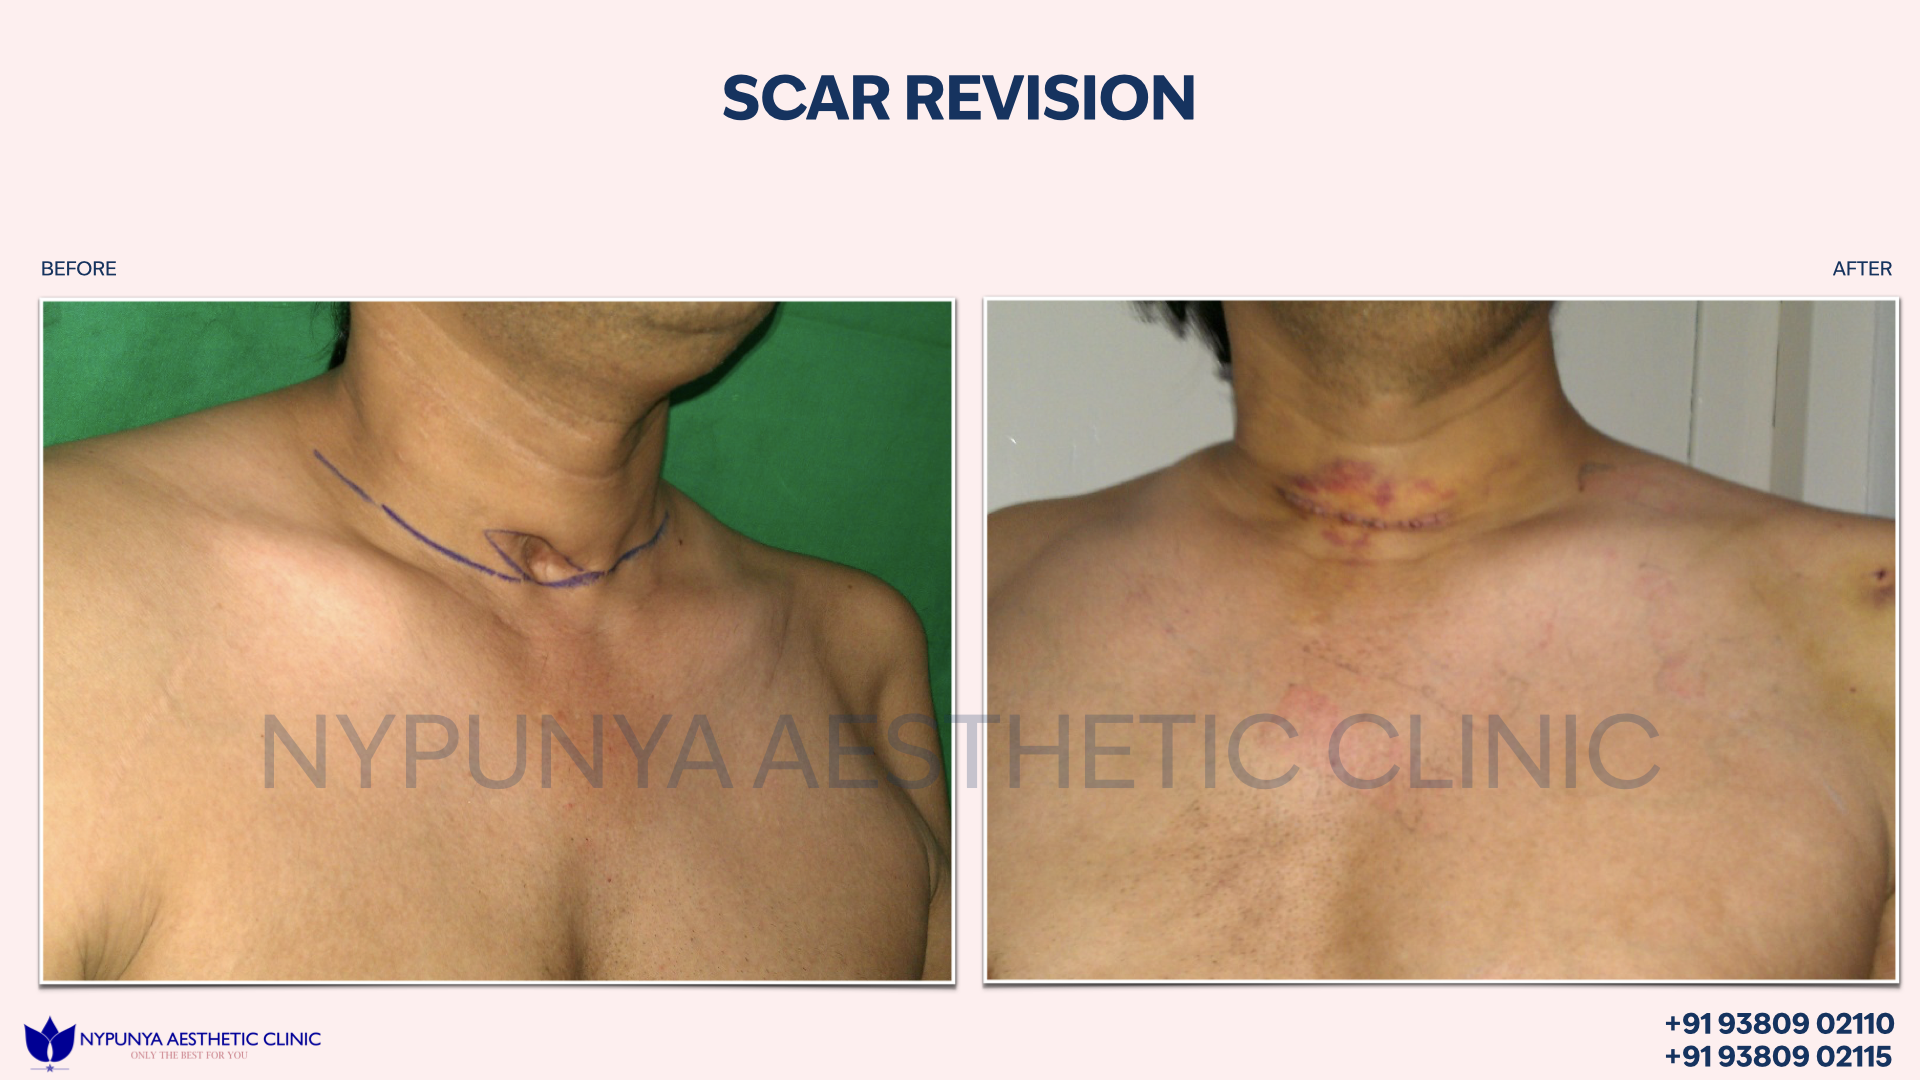 SCAR REVISION
BEFORE
AFTER
NYPUNYA AESTHETIC CLINIC
NYPUNYA AESTHETIC CLINIC
ONLY THE BEST FOR YOU
+91 93809 02110
+91 93809 02115